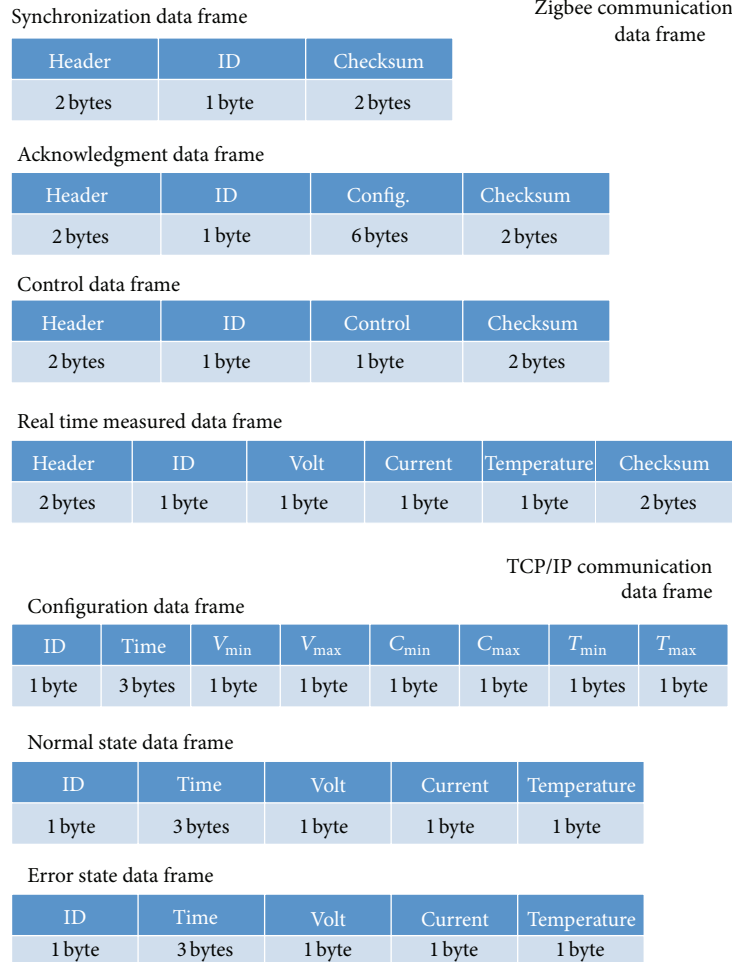 Zigbee communication
data frame
Synchronization data frame
Header ID Checksum
2 bytes 1 byte 2 bytes
Acknowledgment data frame
Header ID Config. Checksum
2 bytes 1 byte 6 bytes 2 bytes
Control data frame
Header ID Control Checksum
2 bytes 1 byte 1 byte 2 bytes
Real time measured data frame
Header ID Volt Current Temperature Checksum
2 bytes 1 byte 1 byte 1 byte 1 byte 2 bytes
TCP/IP communication
data frame
Configuration data frame
ID Time Vmin Vmax Cmin Cmax Tmin Tmax
1 byte 3 bytes 1 byte 1 byte 1 byte 1 byte 1 bytes 1 byte
Normal state data frame
ID Time Volt Current Temperature
1 byte 3 bytes 1 byte 1 byte 1 byte
Error state data frame
ID Time Volt Current Temperature
1 byte 3 bytes 1 byte 1 byte 1 byte